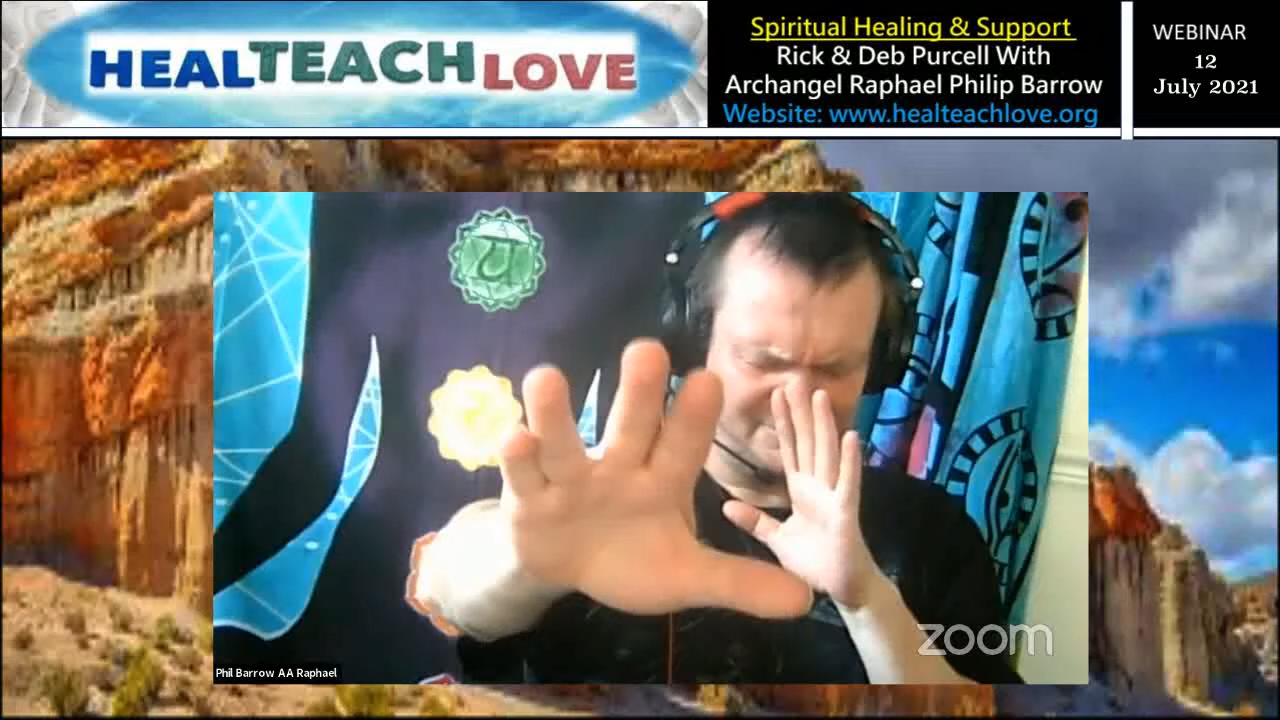 HEALTEACHLOVE
Spiritual Healing & Support
Rick & Deb Purcell With
Archangel Raphael Philip Barrow
Website: www.healteachlove.org
WEBINAR
12
July 2021
यं
Phil Barrow AA Raphael
zoom